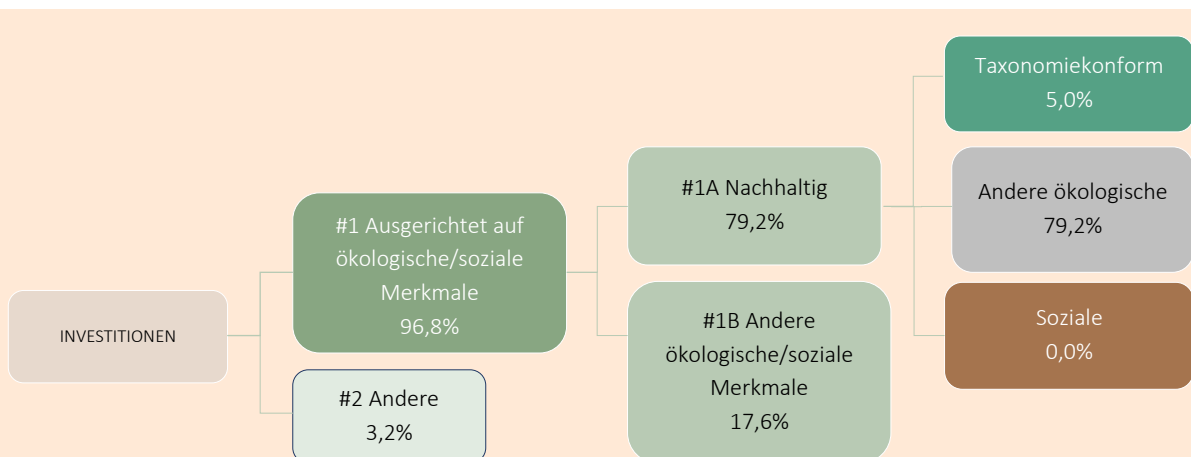 INVESTITIONEN
#1 Ausgerichtet auf
ökologische/soziale
Merkmale
96,8%
#2 Andere
3,2%
#1A Nachhaltig
79,2%
#1B Andere
ökologische/soziale
Merkmale
17,6%
Taxonomiekonform
5,0%
Andere ökologische
79,2%
Soziale
0,0%